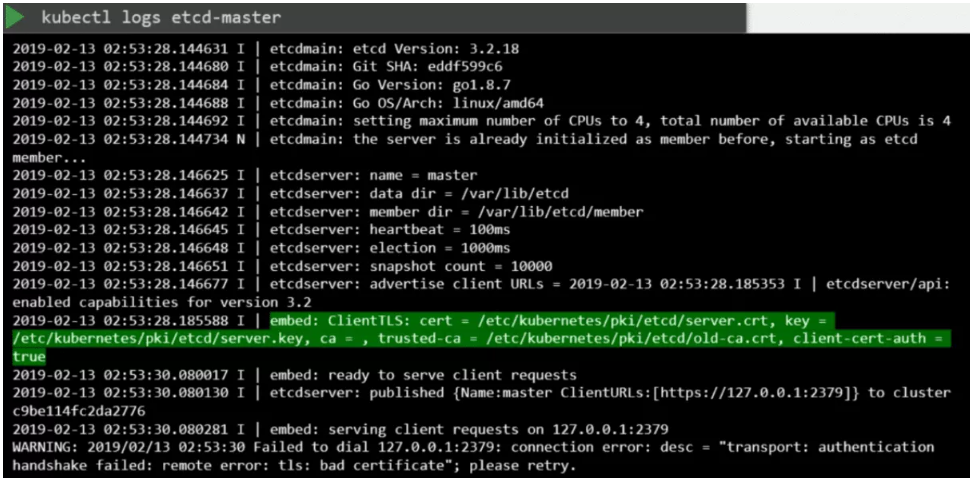 kubectl logs etcd-master
2019-02-13 02:53:28.144631 I | etcdmain: etcd Version: 3.2.18
2019-02-13 02:53:28.144680 I | etcdmain: Git SHA: eddf599c6
2019-02-13 02:53:28.144684 I | etcdmain: Go Version: go1.8.7
2019-02-13 02:53:28.144688 I | etcdmain: Go OS/Arch: linux/amd64
2019-02-13 02:53:28.144692 I | etcdmain: setting maximum number of CPUs to 4, total number of available CPUs is 4
2019-02-13 02:53:28.144734 N | etcdmain: the server is already initialized as member before, starting as etcd
member...
2019-02-13 02:53:28.146625 I | etcdserver: name = master
2019-02-13 02:53:28.146637 I | etcdserver: data dir = /var/lib/etcd
2019-02-13 02:53:28.146642 I | etcdserver: member dir = /var/lib/etcd/member
2019-02-13 02:53:28.146645 I | etcdserver: heartbeat = 100ms
2019-02-13 02:53:28.146648 I | etcdserver: election = 1000ms
2019-02-13 02:53:28.146651 I | etcdserver: snapshot count = 10000
2019-02-13 02:53:28.146677 I | etcdserver: advertise client URLs = 2019-02-13 02:53:28.185353 I | etcdserver/api:
enabled capabilities for version 3.2
2019-02-13 02:53:28.185588 I | embed: ClientTLS: cert = /etc/kubernetes/pki/etcd/server.crt, key =
/etc/kubernetes/pki/etcd/server.key, ca = , trusted-ca = /etc/kubernetes/pki/etcd/old-ca.crt, client-cert-auth =
true
2019-02-13 02:53:30.080017 I | embed: ready to serve client requests
2019-02-13 02:53:30.080130 I | etcdserver: published {Name:master ClientURLs:[https://127.0.0.1:2379]} to cluster
c9be114fc2da2776
2019-02-13 02:53:30.080281 I | embed: serving client requests on 127.0.0.1:2379
WARNING: 2019/02/13 02:53:30 Failed to dial 127.0.0.1:2379: connection error: desc = "transport: authentication
handshake failed: remote error: tls: bad certificate"; please retry.